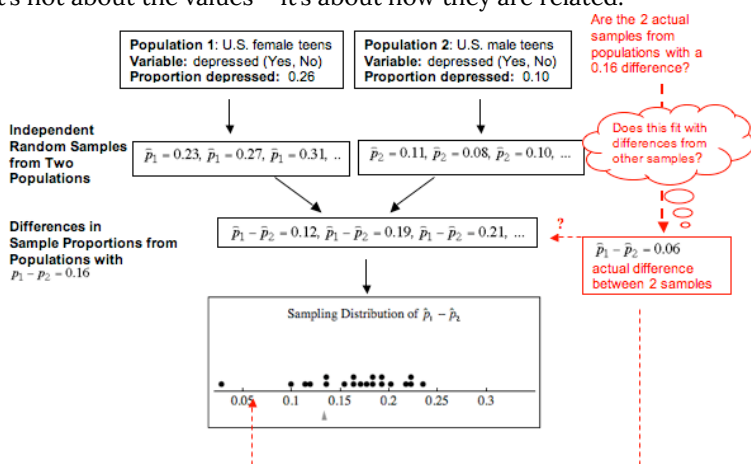 it's not about the values – it's about how they are related.
Population 1: U.S. female teens
Variable: depressed (Yes, No)
Proportion depressed: 0.26
Population 2: U.S. male teens
Variable: depressed (Yes, No)
Proportion depressed: 0.10
Are the 2 actual
samples from
populations with a
0.16 difference?
Independent
Random Samples
from Two
Populations
p̂₁ = 0.23, p̂₁ = 0.27, p̂₁ = 0.31, ..
p̂₂ = 0.11, p̂₂ = 0.08, p̂₂ = 0.10, ...
Does this fit with
differences from
other samples?
Differences in
Sample Proportions from
Populations with
p₁ – p₂ = 0.16
p̂₁ – p̂₂ = 0.12, p̂₁ – p̂₂ = 0.19, p̂₁ – p̂₂ = 0.21, ...
?
p̂₁ – p̂₂ = 0.06
actual difference
between 2 samples
Sampling Distribution of p̂₁ – p̂₂
0.05 0.1 0.15 0.2 0.25 0.3